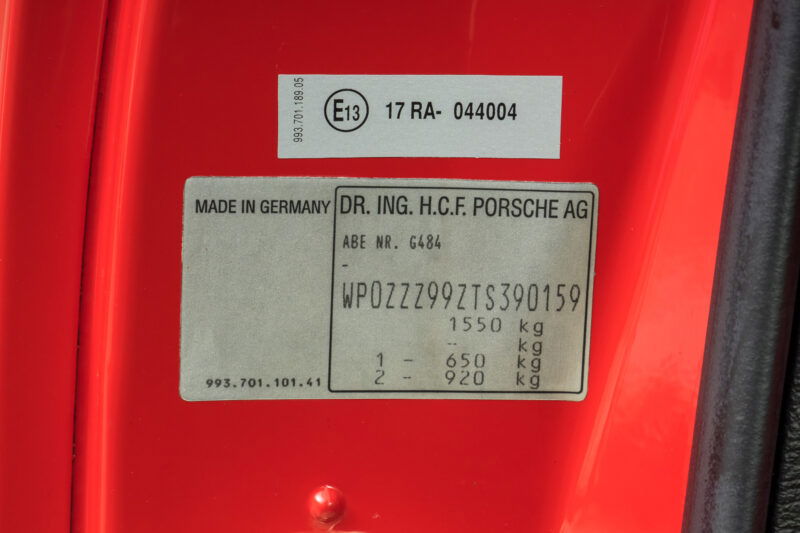 993.701.189.05
E13 17 RA- 044004
MADE IN GERMANY
DR. ING. H.C.F. PORSCHE AG
ABE NR. G484
-
WP0ZZZ99ZTS390159
1550 kg
-- kg
1 - 650 kg
2 - 920 kg
993.701.101.41